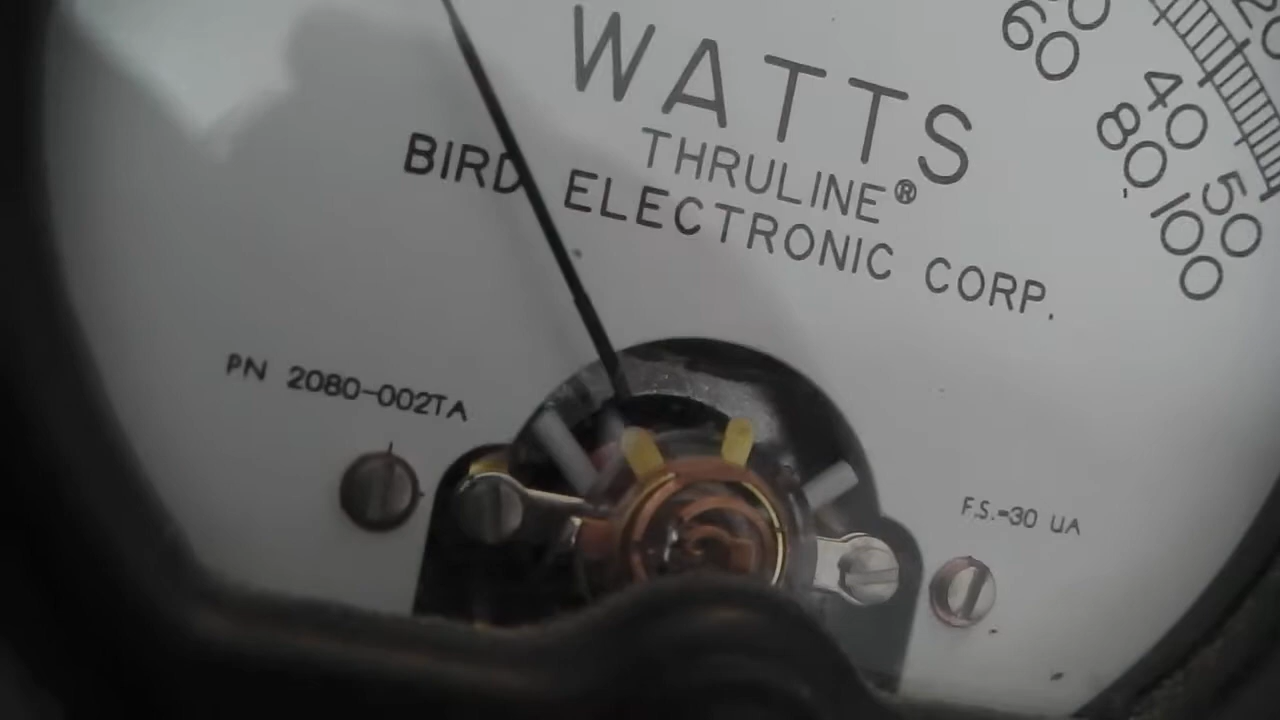 WATTS
THRULINE®
BIRD ELECTRONIC CORP.
60
40
80
50
100
PN 2080-002TA
F.S.=30 UA